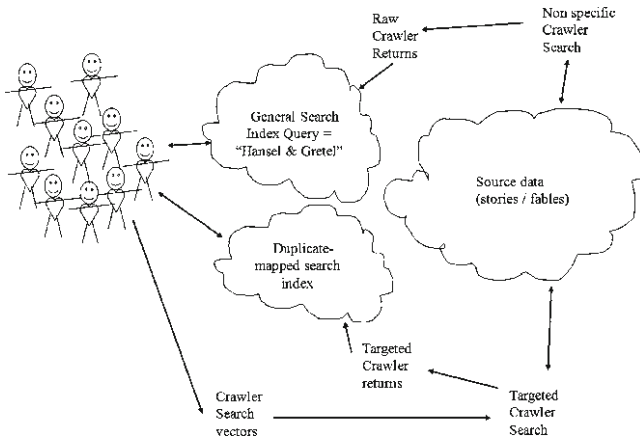 Raw
Crawler
Returns
Non specific
Crawler
Search
General Search
Index Query =
“Hansel & Gretel”
Source data
(stories / fables)
Duplicate-
mapped search
index
Targeted
Crawler
returns
Crawler
Search
vectors
Targeted
Crawler
Search